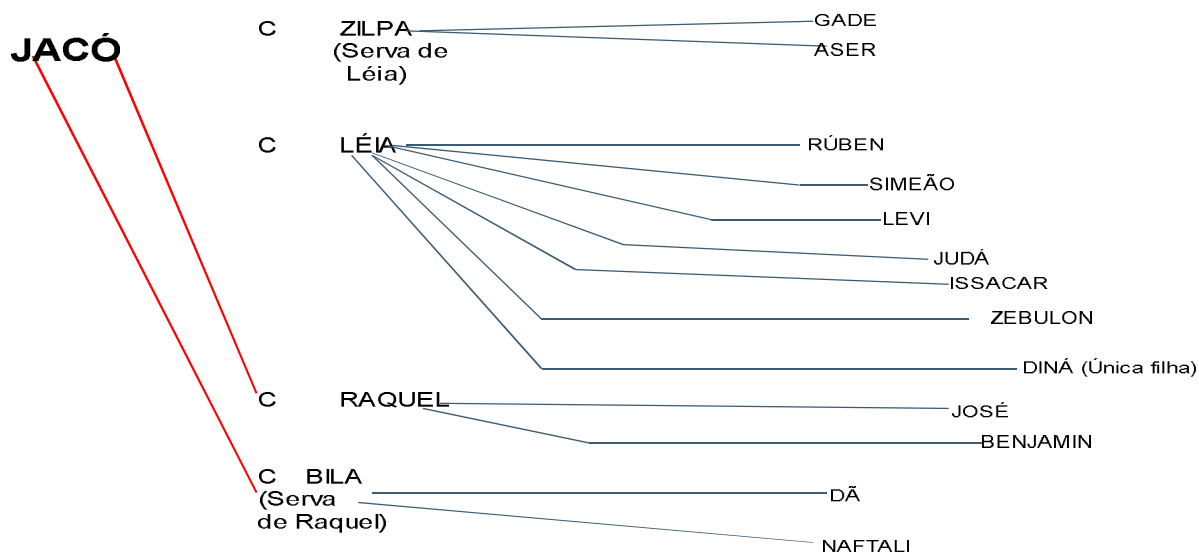 JACÓ
C ZILPA
(Serva de
Léia)
GADE
ASER
C LÉIA
RÚBEN
SIMEÃO
LEVI
JUDÁ
ISSACAR
ZEBULON
DINÁ (Única filha)
C RAQUEL
JOSÉ
BENJAMIN
C BILA
(Serva
de Raquel)
DÃ
NAFTALI